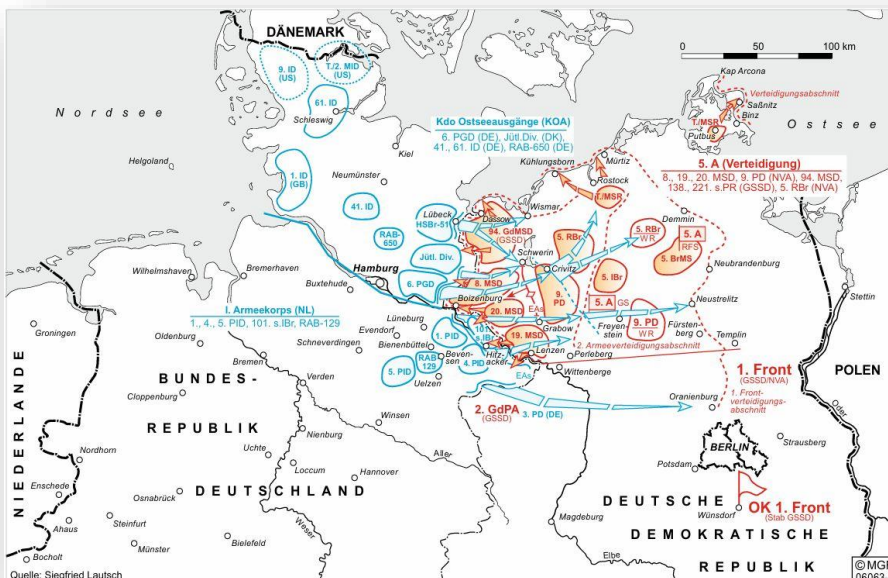 DÄNEMARK
9. ID
(US)
T./2. MID
(US)
61. ID
Schleswig
Nordsee
Helgoland
Kiel
1. ID
(GB)
Neumünster
41. ID
RAB-
650
Lübeck
HSBr-51
Jütl. Div.
6. PGD
Hamburg
Wilhelmshaven
Bremerhaven
Buxtehude
Kdo Ostseeausgänge (KOA)
6. PGD (DE), Jütl.Div. (DK),
41., 61. ID (DE), RAB-650 (DE)
0 50 100 km
Kap Arcona
Verteidigungsabschnitt
Saßnitz
Binz
T./MSR
Putbus
Ostsee
5. A (Verteidigung)
8., 19., 20. MSD, 9. PD (NVA), 94. MSD,
138., 221. s.PR (GSSD), 5. RBr (NVA)
Kühlungsborn
Mürtiz
Rostock
T./MSR
Dassow
Wismar
94. GdMSD
(GSSD)
Schwerin
5. RBr
Crivitz
5. RBr
WR
Demmin
5. A
RFS
5. BrMS
Neubrandenburg
8. MSD
Boizenburg
9.
PD
5. IBr
20. MSD
EAs
5. A GS
Neustrelitz
Grabow
Freyen-
stein
9. PD
WR
Fürsten-
berg
Templin
19. MSD
Lenzen
Perleberg
2. Armeeverteidigungsabschnitt
Wittenberge
Stettin
I. Armeekorps (NL)
1., 4., 5. PID, 101. s.IBr, RAB-129
Groningen
Oldenburg
Bremen
Lüneburg
Evendorf
Schneverdingen
Bienenbüttel
1. PID
101.
s.IBr
Hitz-
acker
Beven-
sen
RAB
129
4. PID
5. PID
Uelzen
EAs
Verden
Cloppenburg
2. GdPA
(GSSD)
3. PD (DE)
1. Front
(GSSD/NVA)
1. Front-
verteidigungs-
abschnitt
Oranienburg
POLEN
Oder
NIEDERLANDE
BUNDES-
REPUBLIK
DEUTSCHLAND
Winsen
Nienburg
Aller
Nordhorn
Uchte
Loccum
Hannover
Enschede
Osnabrück
Ahaus
Steinfurt
Münster
Bielefeld
Bocholt
Weser
BERLIN
Strausberg
Potsdam
DEUTSCHE
Wünsdorf
OK 1. Front
(Stab GSSD)
Magdeburg
DEMOKRATISCHE
Elbe
REPUBLIK
Quelle: Siegfried Lautsch